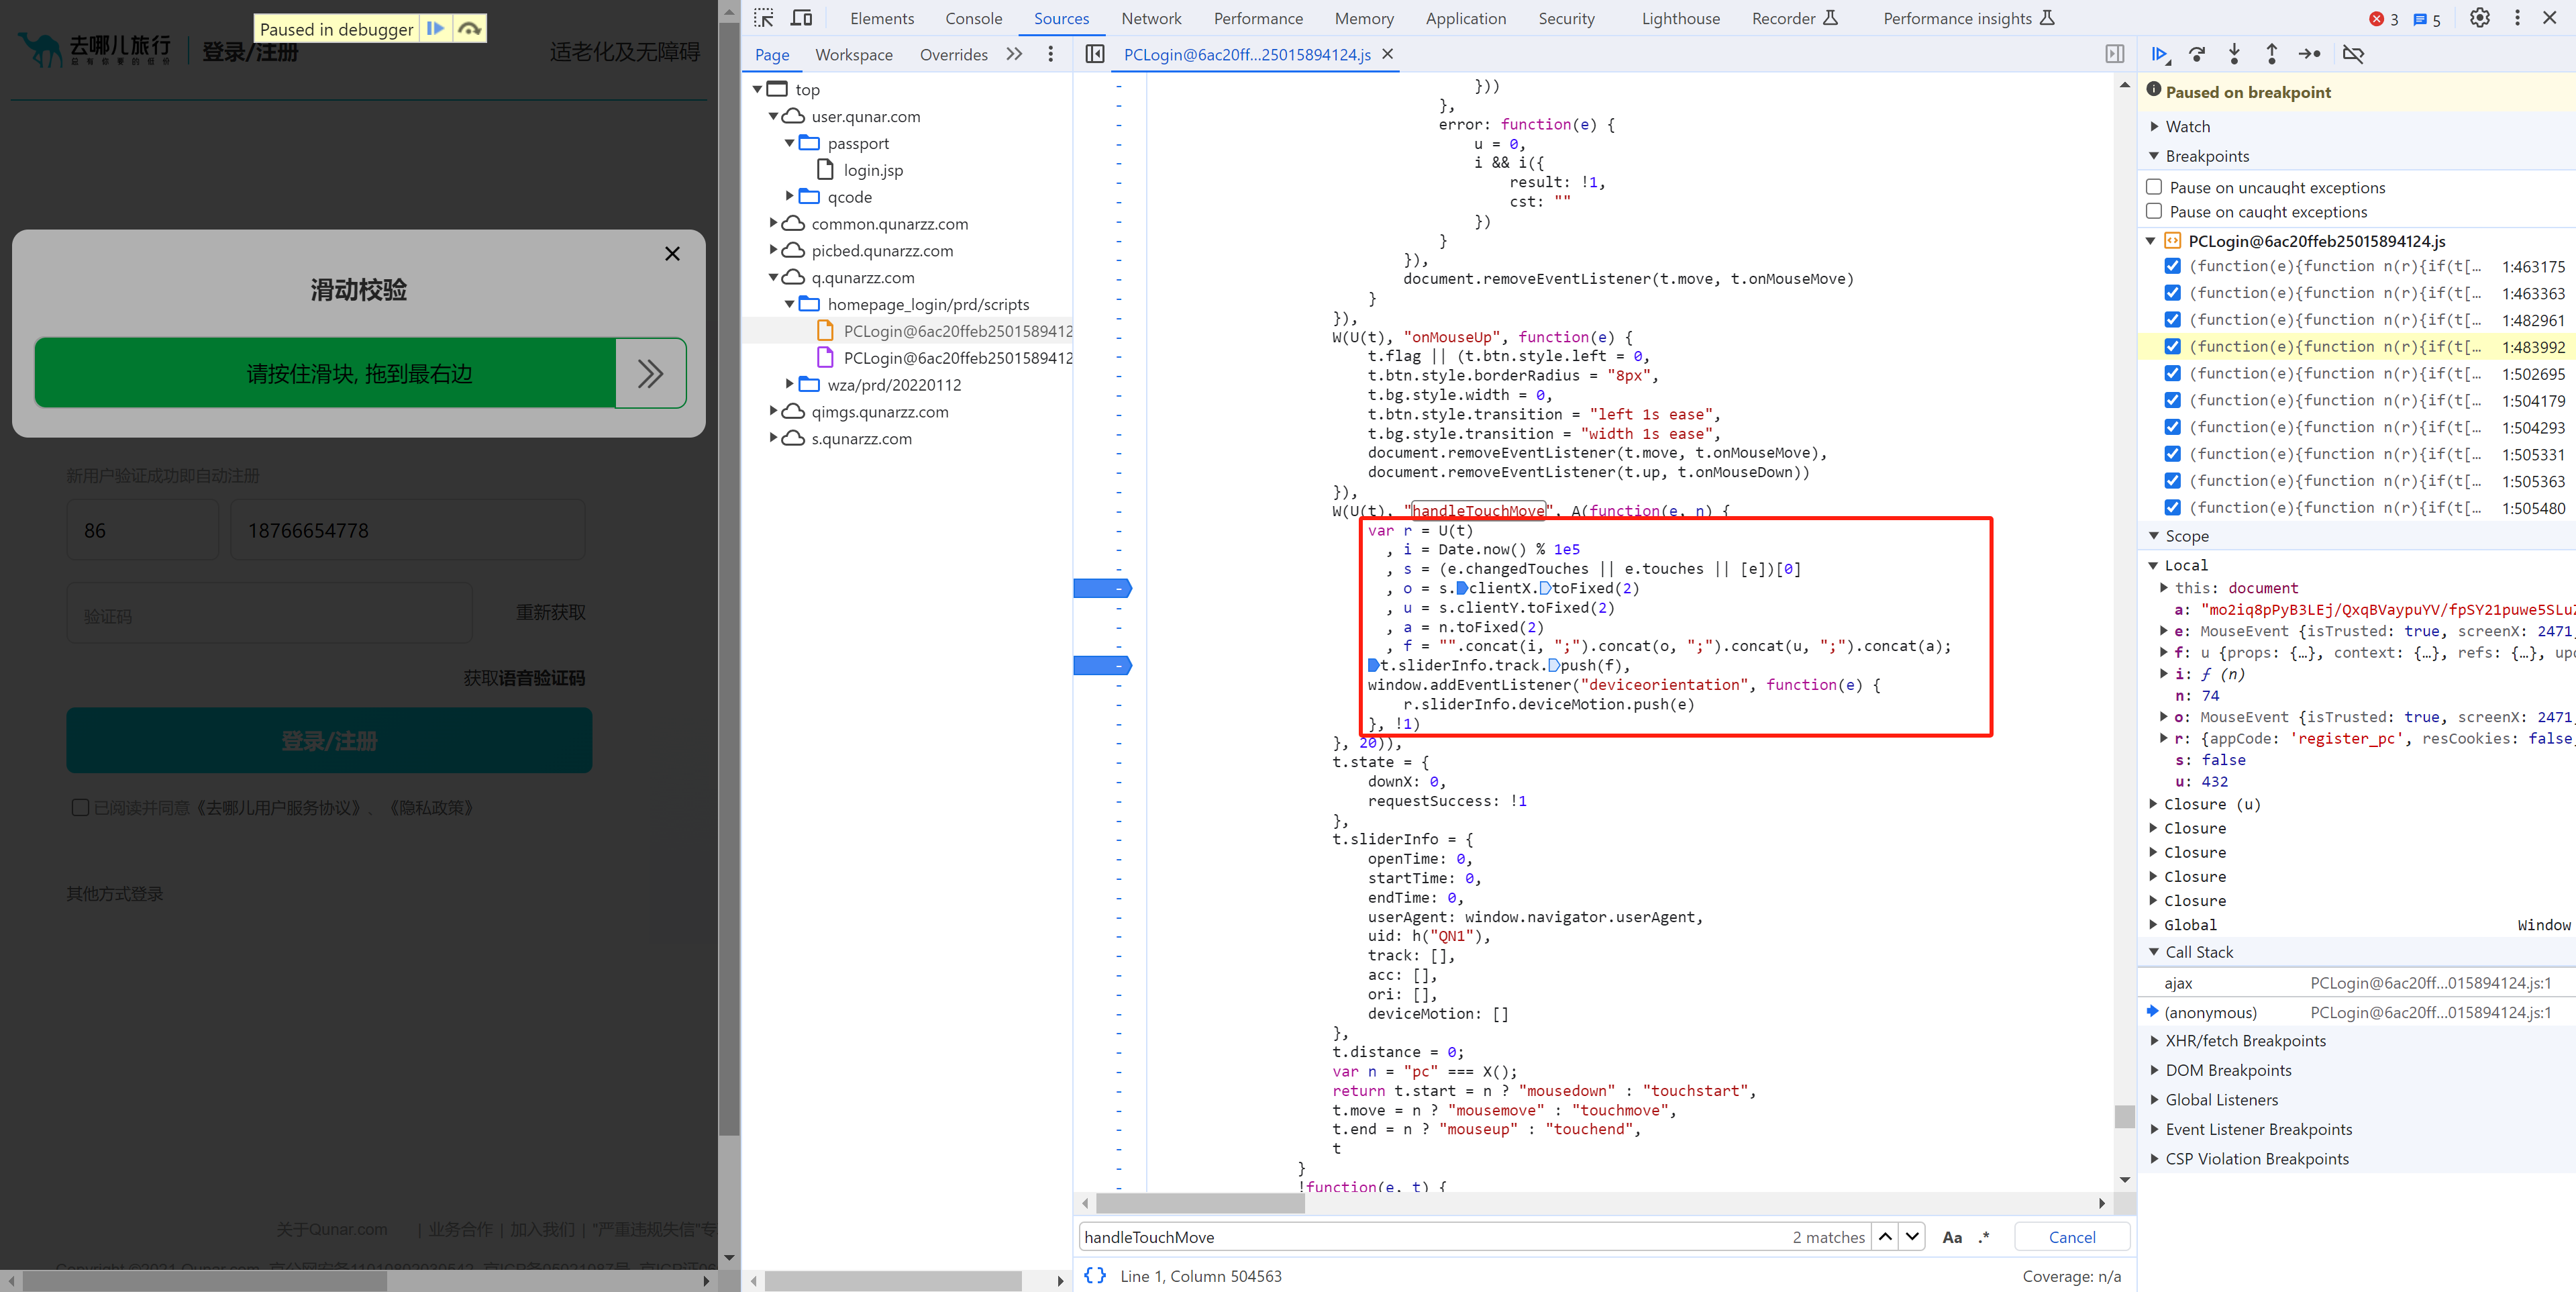 Paused in debugger
去哪儿旅行
总有你要的低价
登录/注册
适老化及无障碍
滑动校验
请按住滑块, 拖到最右边
新用户验证成功即自动注册
86
18766654778
验证码
重新获取
获取语音验证码
登录/注册
已阅读并同意《去哪儿用户服务协议》、《隐私政策》
其他方式登录
关于Qunar.com | 业务合作 | 加入我们 | "严重违规失信"专
Elements Console Sources Network Performance Memory Application Security Lighthouse Recorder Performance insights 3 5
Page Workspace Overrides
PCLogin@6ac20ff...25015894124.js
top
user.qunar.com
passport
login.jsp
qcode
common.qunarzz.com
picbed.qunarzz.com
q.qunarzz.com
homepage_login/prd/scripts
PCLogin@6ac20ffeb2501589412
PCLogin@6ac20ffeb2501589412
wza/prd/20220112
qimgs.qunarzz.com
s.qunarzz.com
}))
},
error: function(e) {
u = 0,
i && i({
result: !1,
cst: ""
})
}
}),
document.removeEventListener(t.move, t.onMouseMove)
}
}),
W(U(t), "onMouseUp", function(e) {
t.flag || (t.btn.style.left = 0,
t.btn.style.borderRadius = "8px",
t.bg.style.width = 0,
t.btn.style.transition = "left 1s ease",
t.bg.style.transition = "width 1s ease",
document.removeEventListener(t.move, t.onMouseMove),
document.removeEventListener(t.up, t.onMouseDown))
}),
W(U(t), "handleTouchMove", A(function(e, n) {
var r = U(t)
, i = Date.now() % 1e5
, s = (e.changedTouches || e.touches || [e])[0]
, o = s.clientX.toFixed(2)
, u = s.clientY.toFixed(2)
, a = n.toFixed(2)
, f = "".concat(i, ";").concat(o, ";").concat(u, ";").concat(a);
t.sliderInfo.track.push(f),
window.addEventListener("deviceorientation", function(e) {
r.sliderInfo.deviceMotion.push(e)
}, !1)
}, 20)),
t.state = {
downX: 0,
requestSuccess: !1
},
t.sliderInfo = {
openTime: 0,
startTime: 0,
endTime: 0,
userAgent: window.navigator.userAgent,
uid: h("QN1"),
track: [],
acc: [],
ori: [],
deviceMotion: []
},
t.distance = 0;
var n = "pc" === X();
return t.start = n ? "mousedown" : "touchstart",
t.move = n ? "mousemove" : "touchmove",
t.end = n ? "mouseup" : "touchend",
t
}
!function(e, t) {
handleTouchMove 2 matches Aa .* Cancel
{} Line 1, Column 504563 Coverage: n/a
Paused on breakpoint
Watch
Breakpoints
Pause on uncaught exceptions
Pause on caught exceptions
PCLogin@6ac20ffeb25015894124.js
(function(e){function n(r){if(t[… 1:463175
(function(e){function n(r){if(t[… 1:463363
(function(e){function n(r){if(t[… 1:482961
(function(e){function n(r){if(t[… 1:483992
(function(e){function n(r){if(t[… 1:502695
(function(e){function n(r){if(t[… 1:504179
(function(e){function n(r){if(t[… 1:504293
(function(e){function n(r){if(t[… 1:505331
(function(e){function n(r){if(t[… 1:505363
(function(e){function n(r){if(t[… 1:505480
Scope
Local
this: document
a: "mo2iq8pPyB3LEj/QxqBVaypuYV/fpSY21puwe5SLuZ
e: MouseEvent {isTrusted: true, screenX: 2471,
f: u {props: {…}, context: {…}, refs: {…}, upd
i: ƒ (n)
n: 74
o: MouseEvent {isTrusted: true, screenX: 2471,
r: {appCode: 'register_pc', resCookies: false,
s: false
u: 432
Closure (u)
Closure
Closure
Closure
Closure
Global Window
Call Stack
ajax PCLogin@6ac20ff...015894124.js:1
(anonymous) PCLogin@6ac20ff...015894124.js:1
XHR/fetch Breakpoints
DOM Breakpoints
Global Listeners
Event Listener Breakpoints
CSP Violation Breakpoints